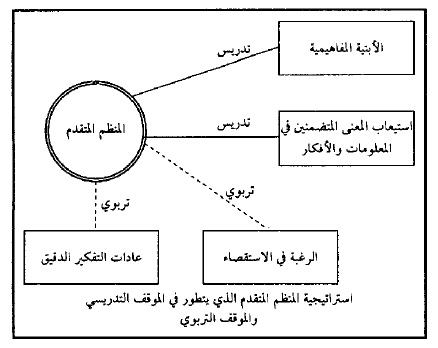 الأبنية المفاهيمية
تدريس
المنظم المتقدم
تدريس
استيعاب المعنى المتضمنين في
المعلومات والأفكار
تربوي
تربوي
الرغبة في الاستقصاء
عادات التفكير الدقيق
استراتيجية المنظم المتقدم الذي يتطور في الموقف التدريسي
والموقف التربوي